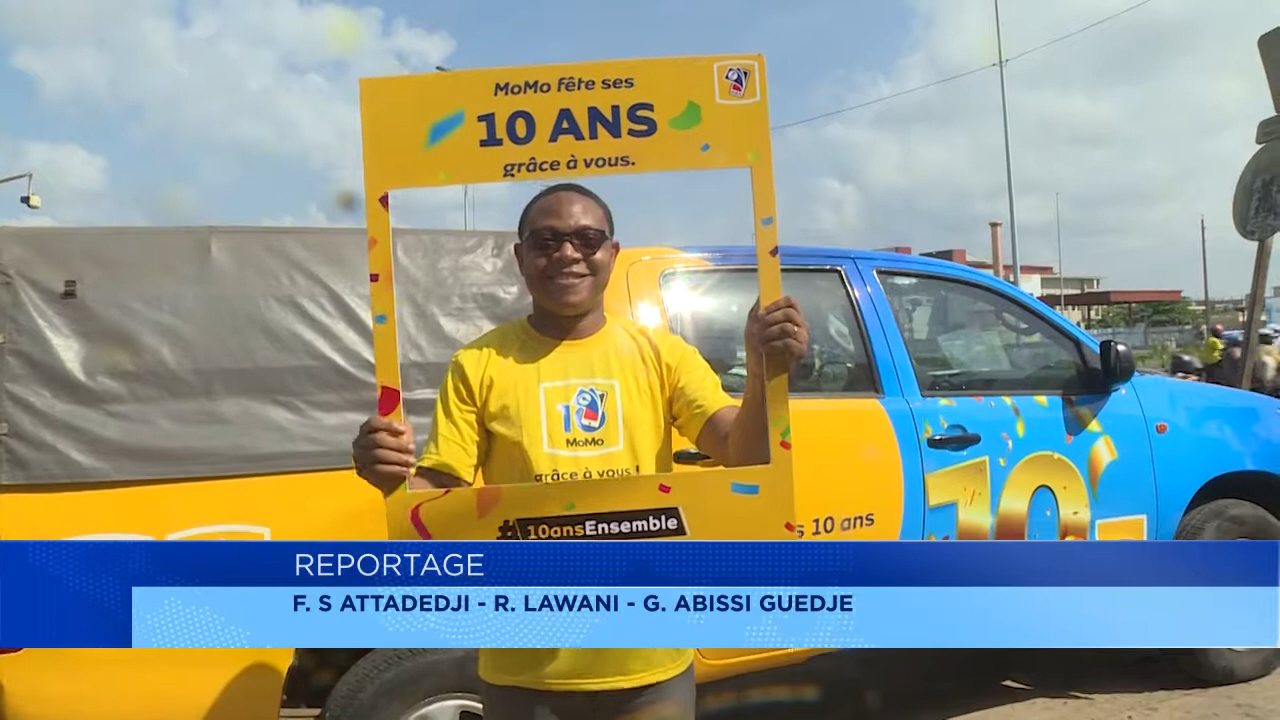 MoMo fête ses
10 ANS
grâce à vous.
10
MoMo
grâce à vous !
#10ansEnsemble
s 10 ans
10
REPORTAGE
F. S ATTADEDJI - R. LAWANI - G. ABISSI GUEDJE